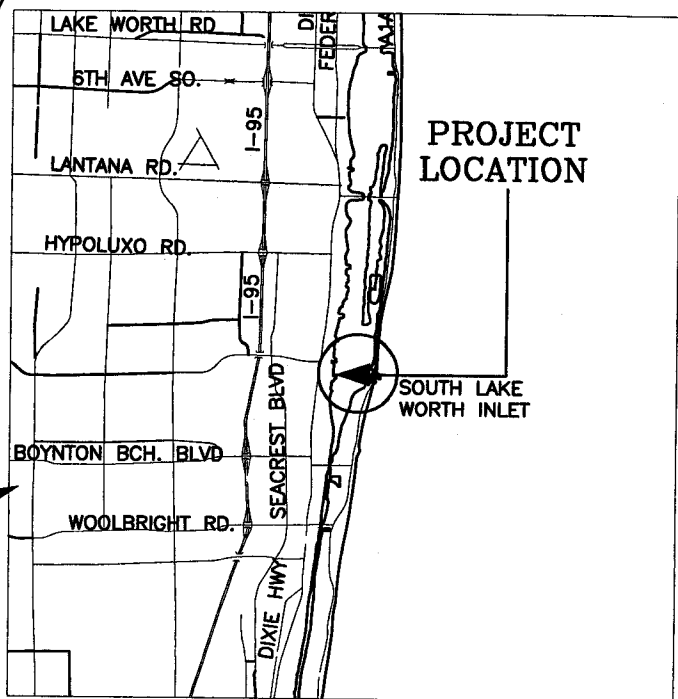 LAKE WORTH RD
DI
FEDER
A1A
6TH AVE SO.
I-95
PROJECT
LOCATION
LANTANA RD.
HYPOLUXO RD.
I-95
SOUTH LAKE
WORTH INLET
SEACREST BLVD
BOYNTON BCH. BLVD
WOOLBRIGHT RD.
DIXIE HWY